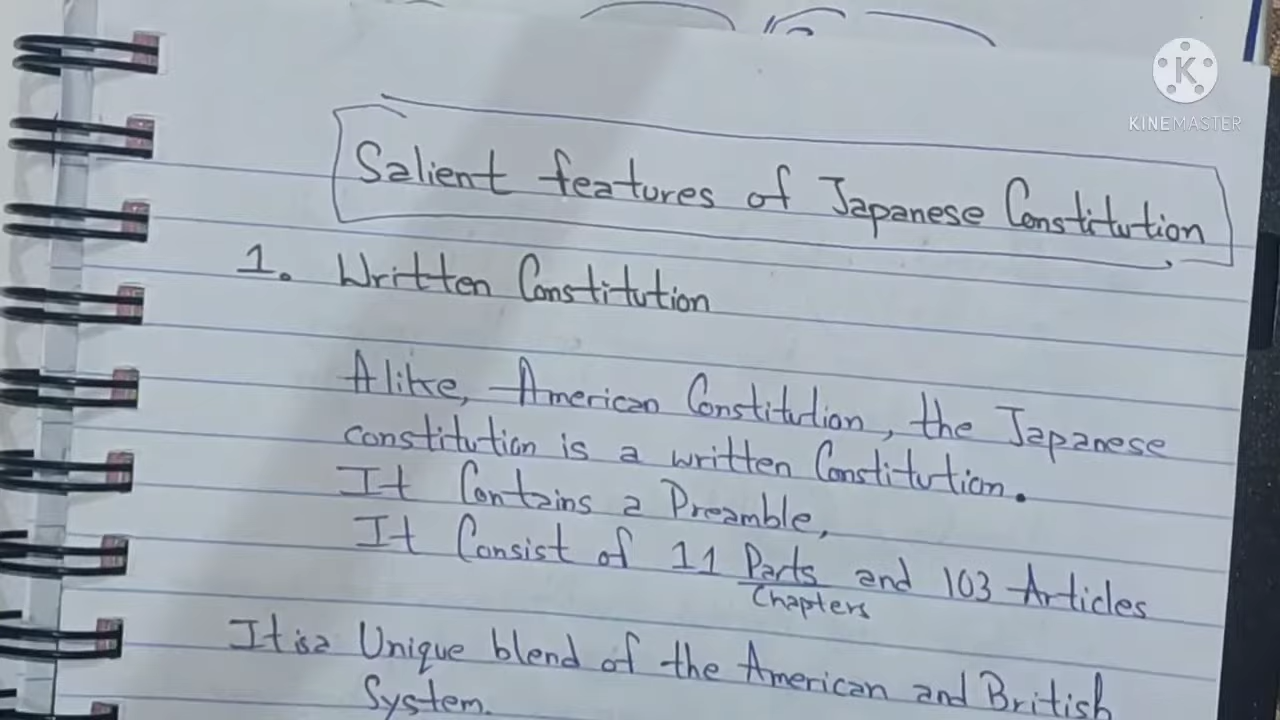 K
KINEMASTER
Salient features of Japanese Constitution
1. Written Constitution
Alike, American Constitution, the Japanese
constitution is a written Constitution.
It Contains a Preamble,
It Consist of 11 Parts and 103 Articles
Chapters
It is a Unique blend of the American and British
System.